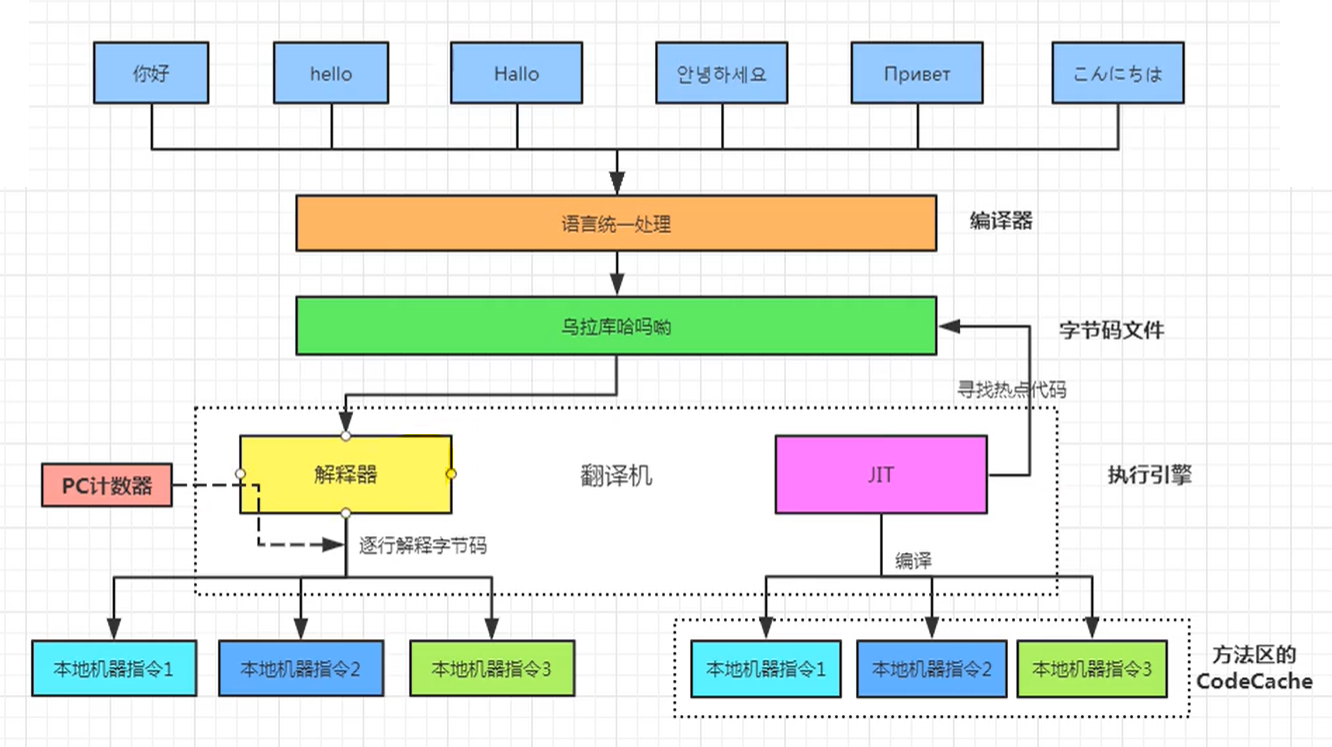 你好
hello
Hallo
안녕하세요
Привет
こんにちは
语言统一处理
编译器
乌拉库哈吗呦
字节码文件
寻找热点代码
解释器
翻译机
JIT
执行引擎
PC计数器
逐行解释字节码
编译
本地机器指令1
本地机器指令2
本地机器指令3
本地机器指令1
本地机器指令2
本地机器指令3
方法区的
CodeCache